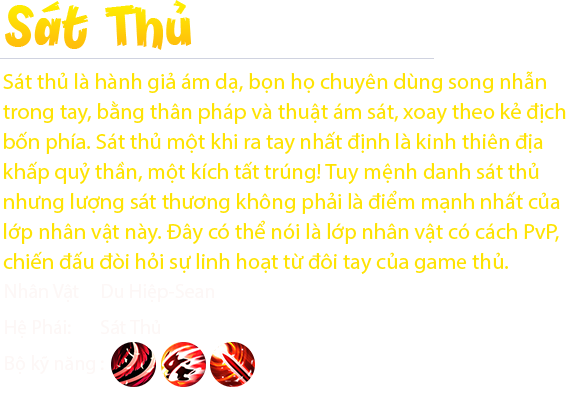 Sát Thủ
Sát thủ là hành giả ám dạ, bọn họ chuyên dùng song nhẫn
trong tay, bằng thân pháp và thuật ám sát, xoay theo kẻ địch
bốn phía. Sát thủ một khi ra tay nhất định là kinh thiên địa
khấp quỷ thần, một kích tất trúng! Tuy mệnh danh sát thủ
nhưng lượng sát thương không phải là điểm mạnh nhất của
lớp nhân vật này. Đây có thể nói là lớp nhân vật có cách PvP,
chiến đấu đòi hỏi sự linh hoạt từ đôi tay của game thủ.
Nhân Vật Du Hiệp-Sean
Hệ Phái: Sát Thủ
Bộ kỹ năng :